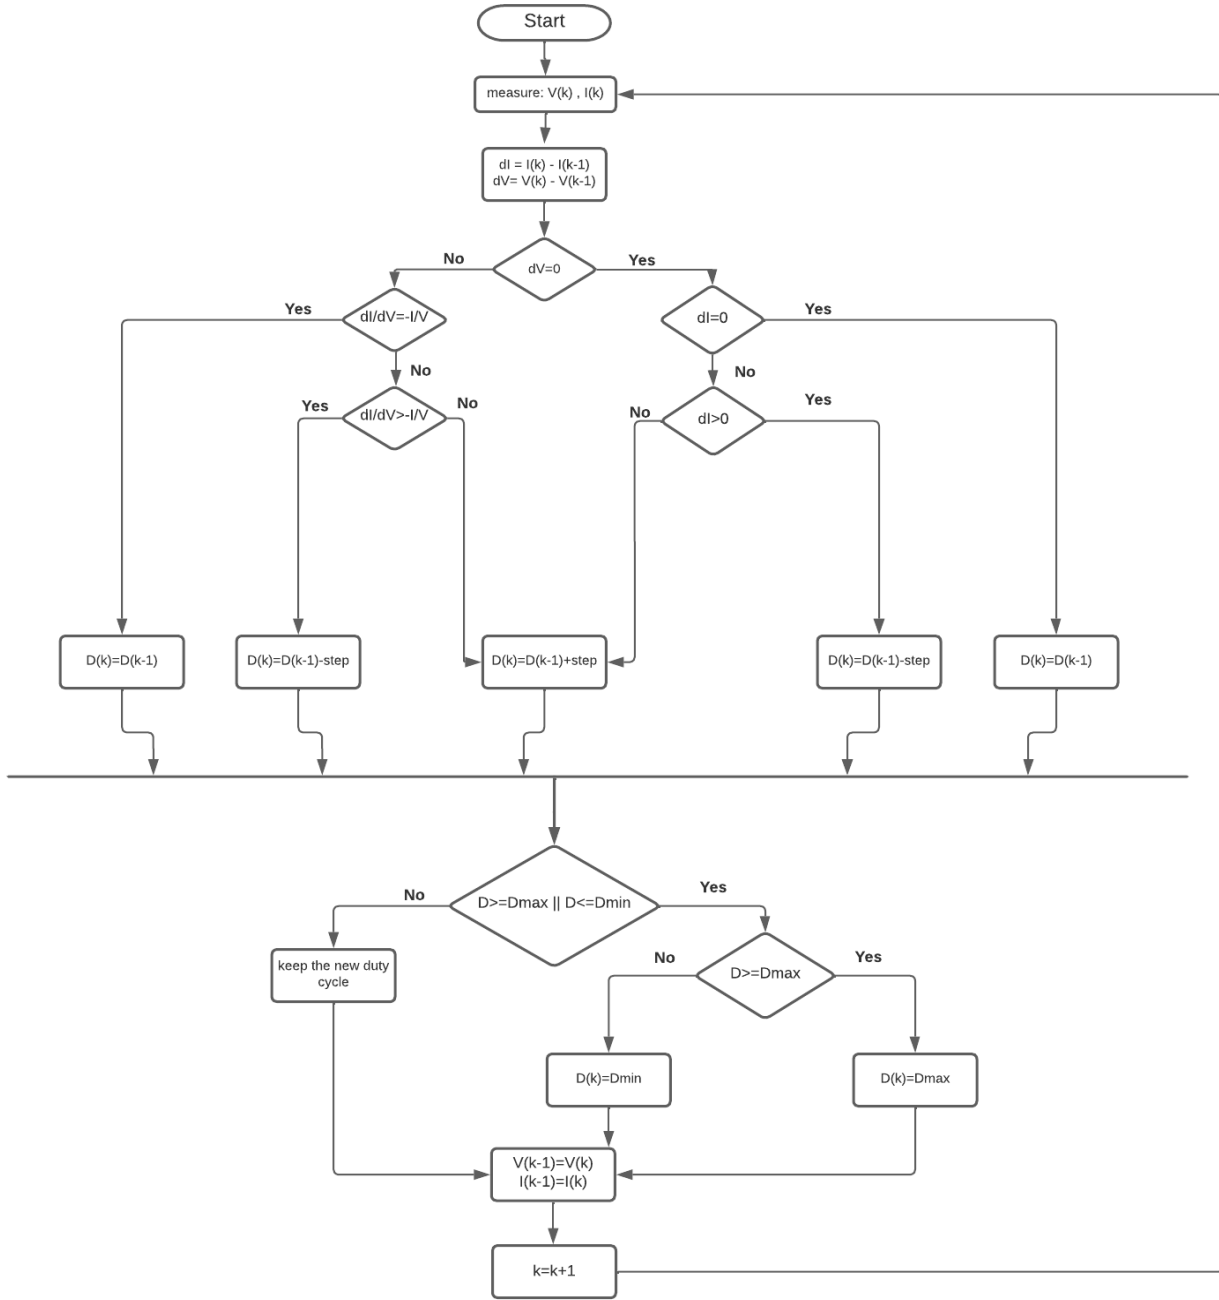 Start
measure: V(k) , I(k)
dI = I(k) - I(k-1)
dV= V(k) - V(k-1)
dV=0
No
Yes
dI/dV=-I/V
Yes
No
dI=0
Yes
No
dI/dV>-I/V
Yes
No
dI>0
No
Yes
D(k)=D(k-1)
D(k)=D(k-1)-step
D(k)=D(k-1)+step
D(k)=D(k-1)-step
D(k)=D(k-1)
D>=Dmax || D<=Dmin
No
Yes
keep the new duty
cycle
D>=Dmax
No
Yes
D(k)=Dmin
D(k)=Dmax
V(k-1)=V(k)
I(k-1)=I(k)
k=k+1